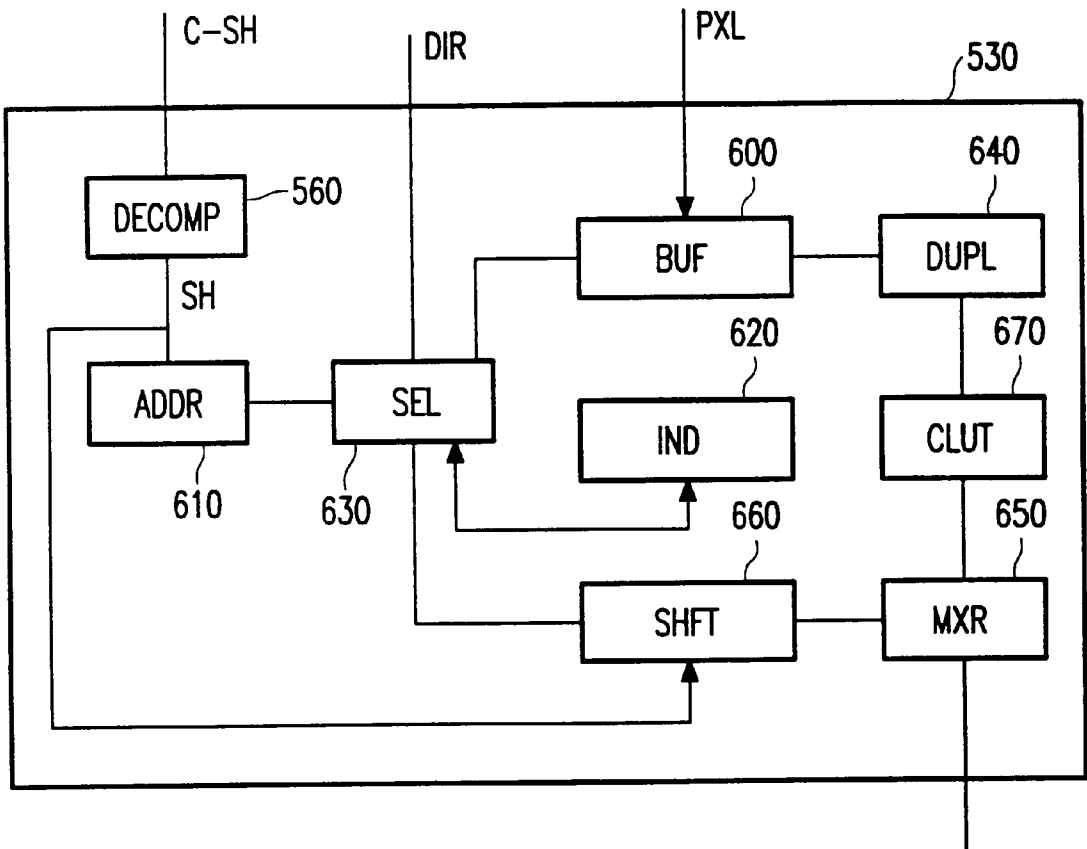 C-SH
DIR
PXL
530
DECOMP
560
600
640
BUF
DUPL
SH
620
670
ADDR
SEL
IND
CLUT
610
630
660
650
SHFT
MXR